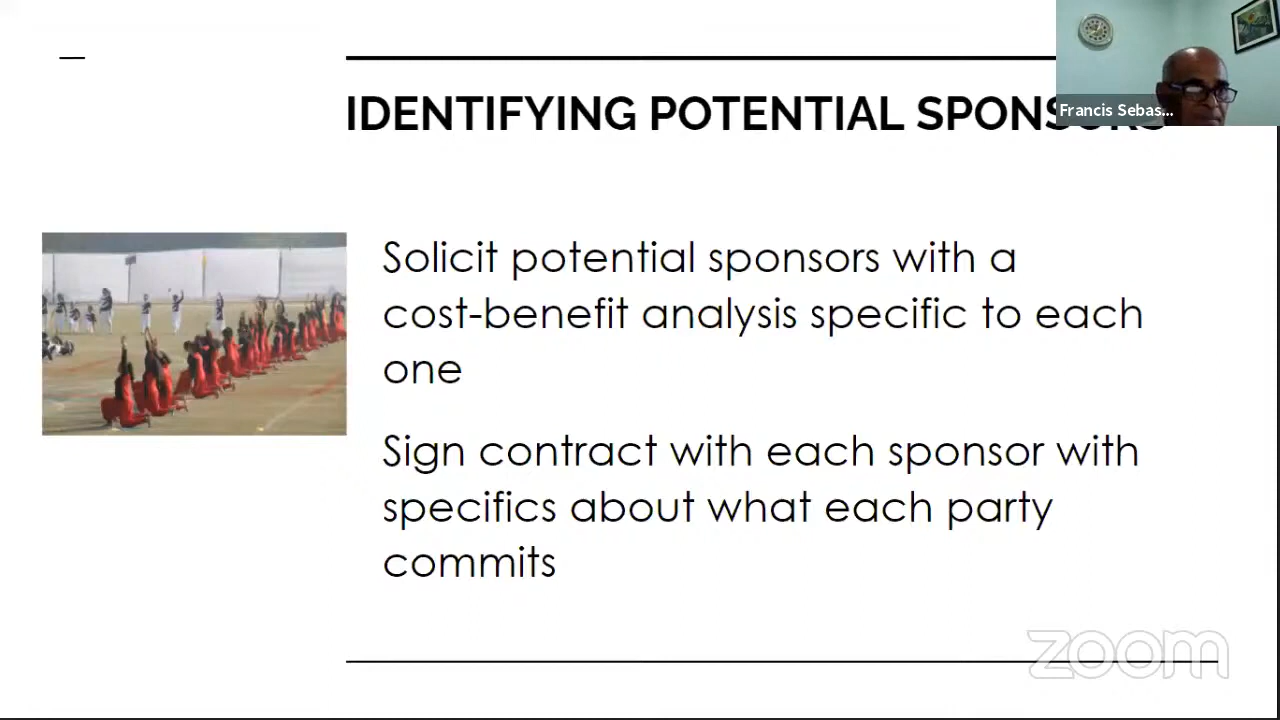 IDENTIFYING POTENTIAL SPONSORS
Francis Sebas...
Solicit potential sponsors with a
cost-benefit analysis specific to each
one
Sign contract with each sponsor with
specifics about what each party
commits
zoom